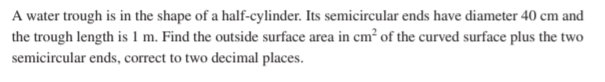 A water trough is in the shape of a half-cylinder. Its semicircular ends have diameter 40 cm and
the trough length is 1 m. Find the outside surface area in cm² of the curved surface plus the two
semicircular ends, correct to two decimal places.